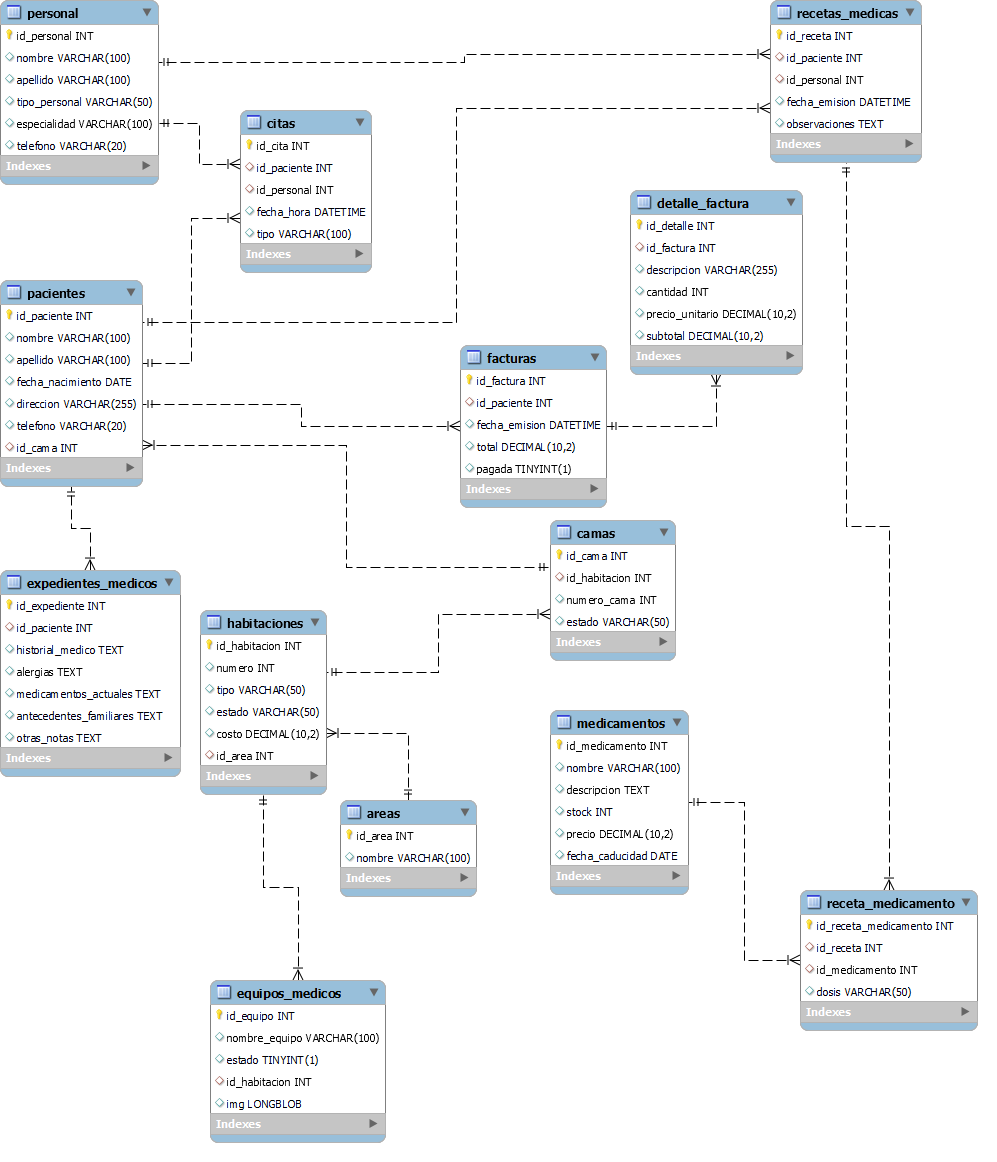 personal
id_personal INT
nombre VARCHAR(100)
apellido VARCHAR(100)
tipo_personal VARCHAR(50)
especialidad VARCHAR(100)
telefono VARCHAR(20)
Indexes
recetas_medicas
id_receta INT
id_paciente INT
id_personal INT
fecha_emision DATETIME
observaciones TEXT
Indexes
citas
id_cita INT
id_paciente INT
id_personal INT
fecha_hora DATETIME
tipo VARCHAR(100)
Indexes
detalle_factura
id_detalle INT
id_factura INT
descripcion VARCHAR(255)
cantidad INT
precio_unitario DECIMAL(10,2)
subtotal DECIMAL(10,2)
Indexes
pacientes
id_paciente INT
nombre VARCHAR(100)
apellido VARCHAR(100)
fecha_nacimiento DATE
direccion VARCHAR(255)
telefono VARCHAR(20)
id_cama INT
Indexes
facturas
id_factura INT
id_paciente INT
fecha_emision DATETIME
total DECIMAL(10,2)
pagada TINYINT(1)
Indexes
camas
id_cama INT
id_habitacion INT
numero_cama INT
estado VARCHAR(50)
Indexes
expedientes_medicos
id_expediente INT
id_paciente INT
historial_medico TEXT
alergias TEXT
medicamentos_actuales TEXT
antecedentes_familiares TEXT
otras_notas TEXT
Indexes
habitaciones
id_habitacion INT
numero INT
tipo VARCHAR(50)
estado VARCHAR(50)
costo DECIMAL(10,2)
id_area INT
Indexes
medicamentos
id_medicamento INT
nombre VARCHAR(100)
descripcion TEXT
stock INT
precio DECIMAL(10,2)
fecha_caducidad DATE
Indexes
areas
id_area INT
nombre VARCHAR(100)
Indexes
receta_medicamento
id_receta_medicamento INT
id_receta INT
id_medicamento INT
dosis VARCHAR(50)
Indexes
equipos_medicos
id_equipo INT
nombre_equipo VARCHAR(100)
estado TINYINT(1)
id_habitacion INT
img LONGBLOB
Indexes